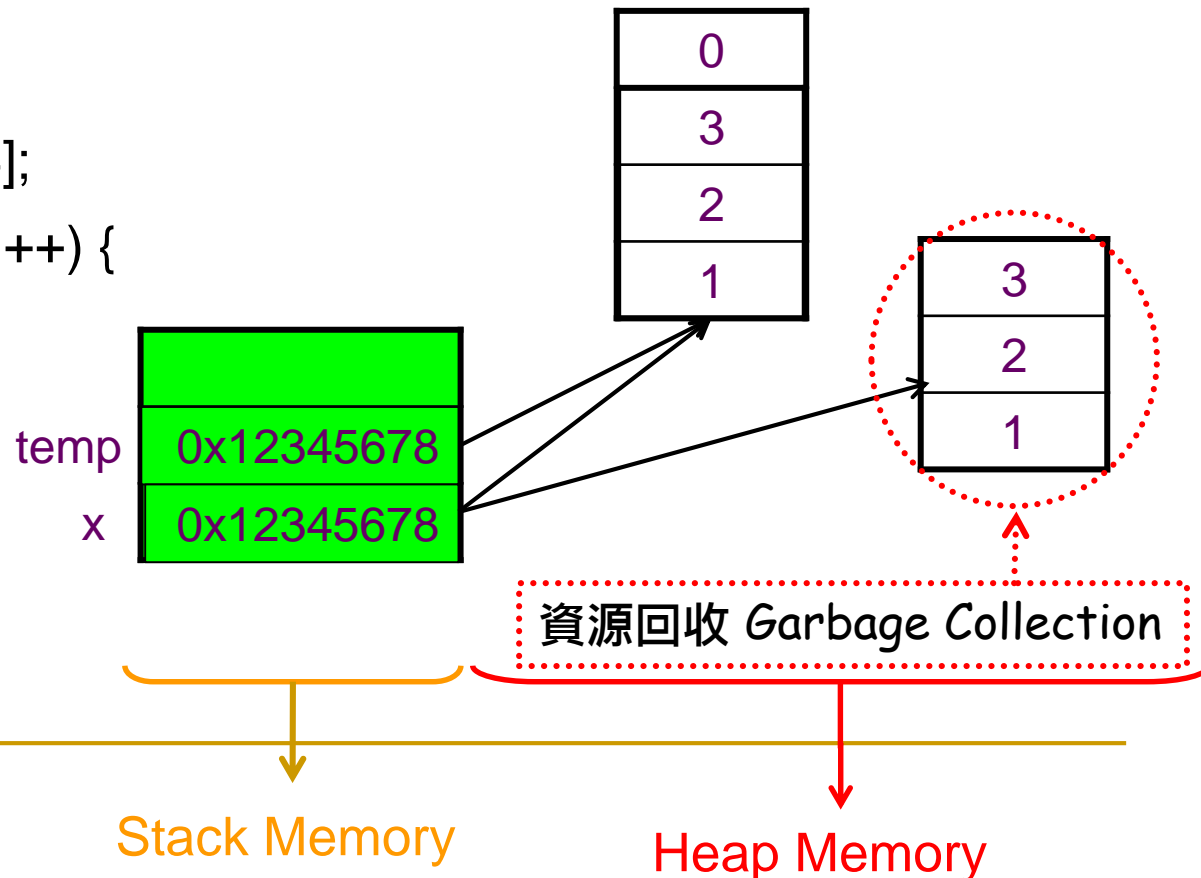 ];
++) {
0
3
2
1
3
2
1
temp 0x12345678
x 0x12345678
資源回收 Garbage Collection
Stack Memory
Heap Memory